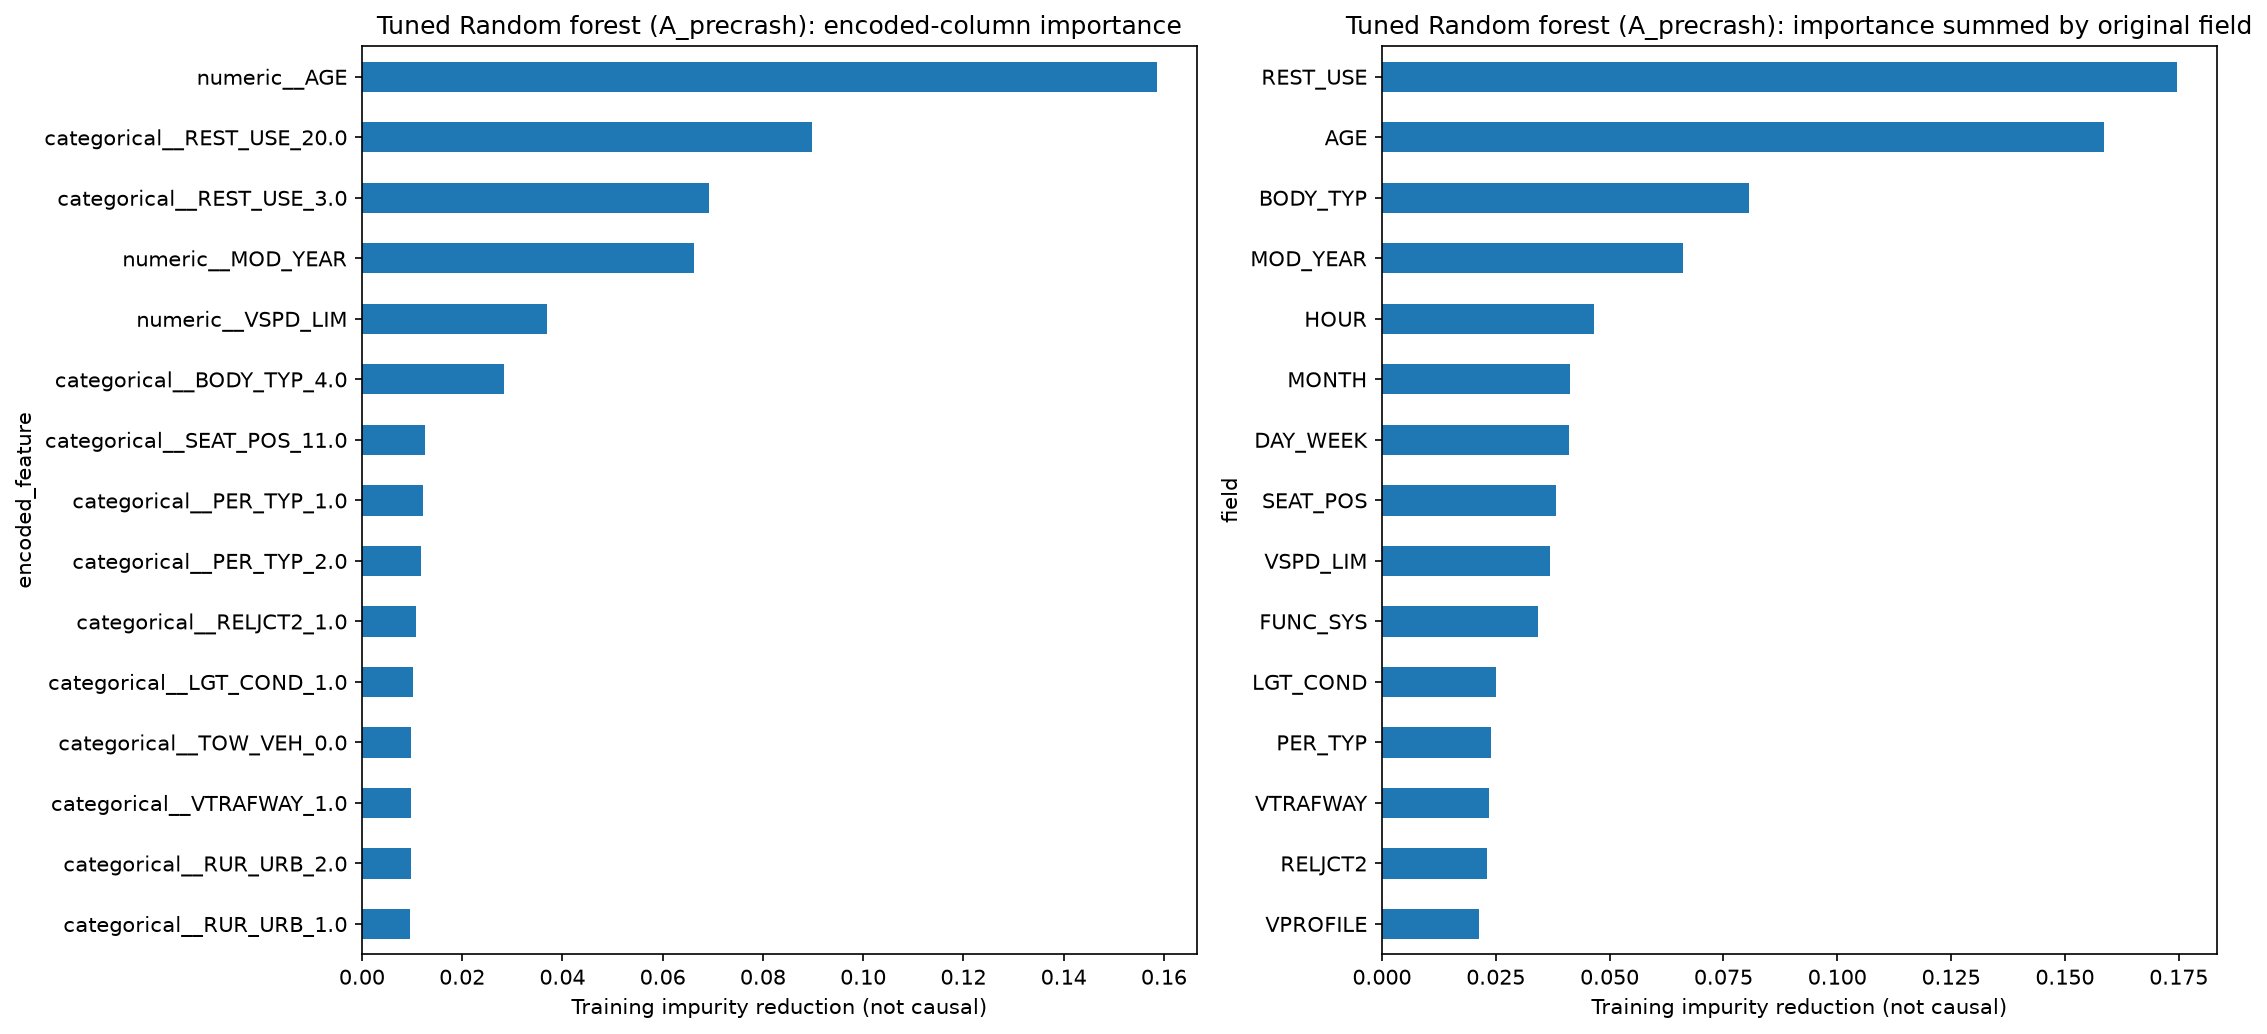 Tuned Random forest (A_precrash): encoded-column importance
encoded_feature
numeric__AGE
categorical__REST_USE_20.0
categorical__REST_USE_3.0
numeric__MOD_YEAR
numeric__VSPD_LIM
categorical__BODY_TYP_4.0
categorical__SEAT_POS_11.0
categorical__PER_TYP_1.0
categorical__PER_TYP_2.0
categorical__RELJCT2_1.0
categorical__LGT_COND_1.0
categorical__TOW_VEH_0.0
categorical__VTRAFWAY_1.0
categorical__RUR_URB_2.0
categorical__RUR_URB_1.0
0.00 0.02 0.04 0.06 0.08 0.10 0.12 0.14 0.16
Training impurity reduction (not causal)
Tuned Random forest (A_precrash): importance summed by original field
field
REST_USE
AGE
BODY_TYP
MOD_YEAR
HOUR
MONTH
DAY_WEEK
SEAT_POS
VSPD_LIM
FUNC_SYS
LGT_COND
PER_TYP
VTRAFWAY
RELJCT2
VPROFILE
0.000 0.025 0.050 0.075 0.100 0.125 0.150 0.175
Training impurity reduction (not causal)